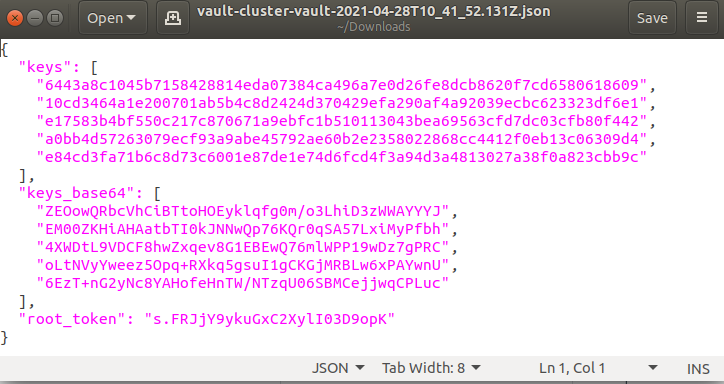 Open
vault-cluster-vault-2021-04-28T10_41_52.131Z.json
~/Downloads
Save
{
"keys": [
"6443a8c1045b7158428814eda07384ca496a7e0d26fe8dcb8620f7cd6580618609",
"10cd3464a1e200701ab5b4c8d2424d370429efa290af4a92039ecbc623323df6e1",
"e17583b4bf550c217c870671a9ebfc1b510113043bea69563cfd7dc03cfb80f442",
"a0bb4d57263079ecf93a9abe45792ae60b2e2358022868cc4412f0eb13c06309d4",
"e84cd3fa71b6c8d73c6001e87de1e74d6fcd4f3a94d3a4813027a38f0a823cbb9c"
],
"keys_base64": [
"ZEOowQRbcVhCiBTtoHOEyklqfg0m/o3LhiD3zWWAYYYJ",
"EM00ZKHiAHAatbTI0kJNNwQp76KQr0qSA57LxiMyPfbh",
"4XWDtL9VDCF8hwZxqev8G1EBEwQ76mlWPP19wDz7gPRC",
"oLtNVyYweez5Opq+RXkq5gsuI1gCKGjMRBLw6xPAYwnU",
"6EzT+nG2yNc8YAHofeHnTW/NTzqU06SBMCejjwqCPLuc"
],
"root_token": "s.FRJjY9ykuGxC2XylI03D9opK"
}
JSON
Tab Width: 8
Ln 1, Col 1
INS